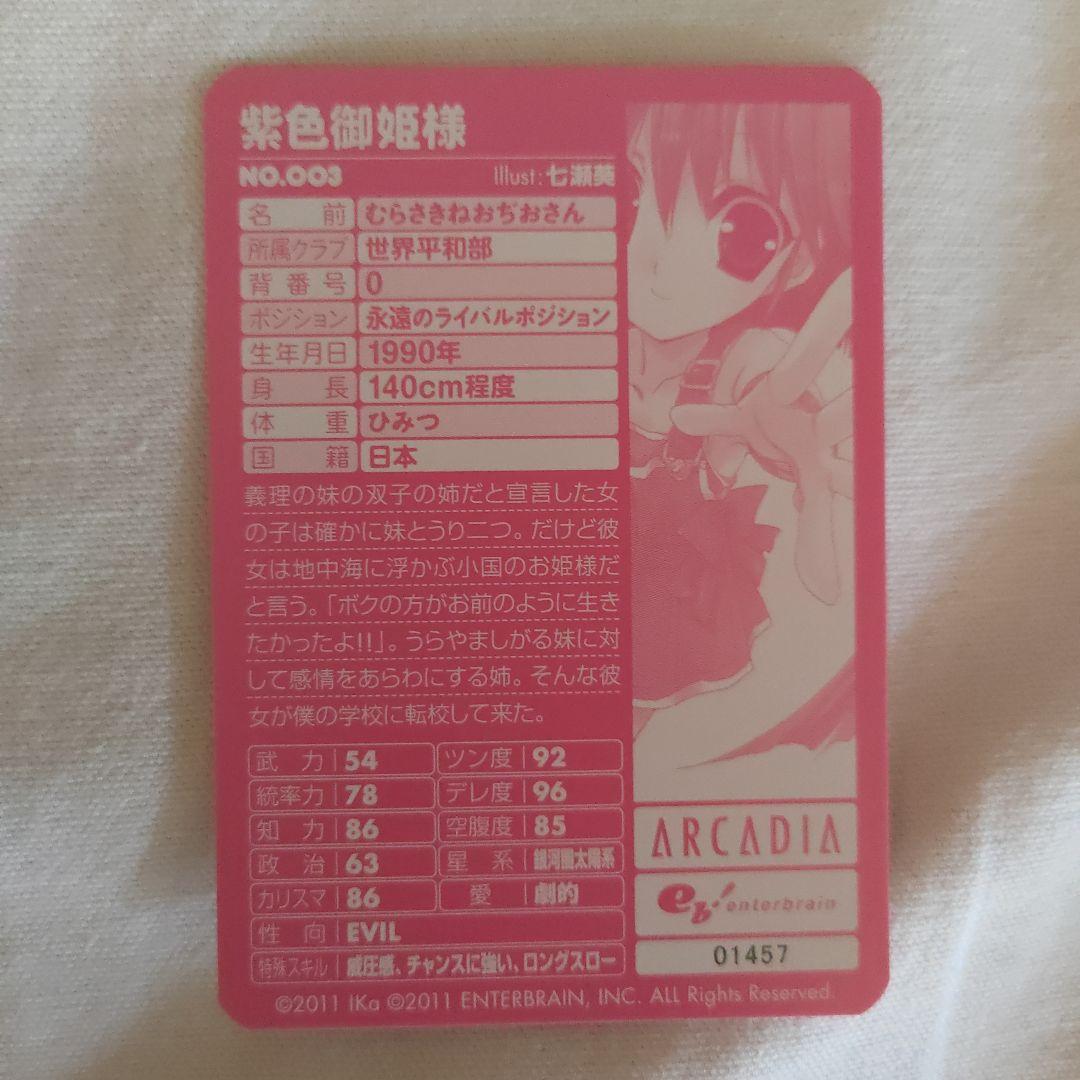 紫色御姫様
NO.003 Illust:七瀬葵
名前 むらさきねおぢおさん
所属クラブ 世界平和部
背番号 0
ポジション 永遠のライバルポジション
生年月日 1990年
身長 140cm程度
体重 ひみつ
国籍 日本
義理の妹の双子の姉だと宣言した女
の子は確かに妹とうり二つ。だけど彼
女は地中海に浮かぶ小国のお姫様だ
と言う。「ボクの方がお前のように生き
たかったよ!!」。うらやましがる妹に対
して感情をあらわにする姉。そんな彼
女が僕の学校に転校して来た。
武力 54 ツン度 92
統率力 78 デレ度 96
知力 86 空腹度 85
政治 63 星系 銀河圏太陽系
カリスマ 86 愛 劇的
性向 EVIL
特殊スキル 威圧感、チャンスに強い、ロングスロー
ARCADIA
eb! enterbrain
01457
©2011 IKa ©2011 ENTERBRAIN, INC. ALL Rights Reserved.